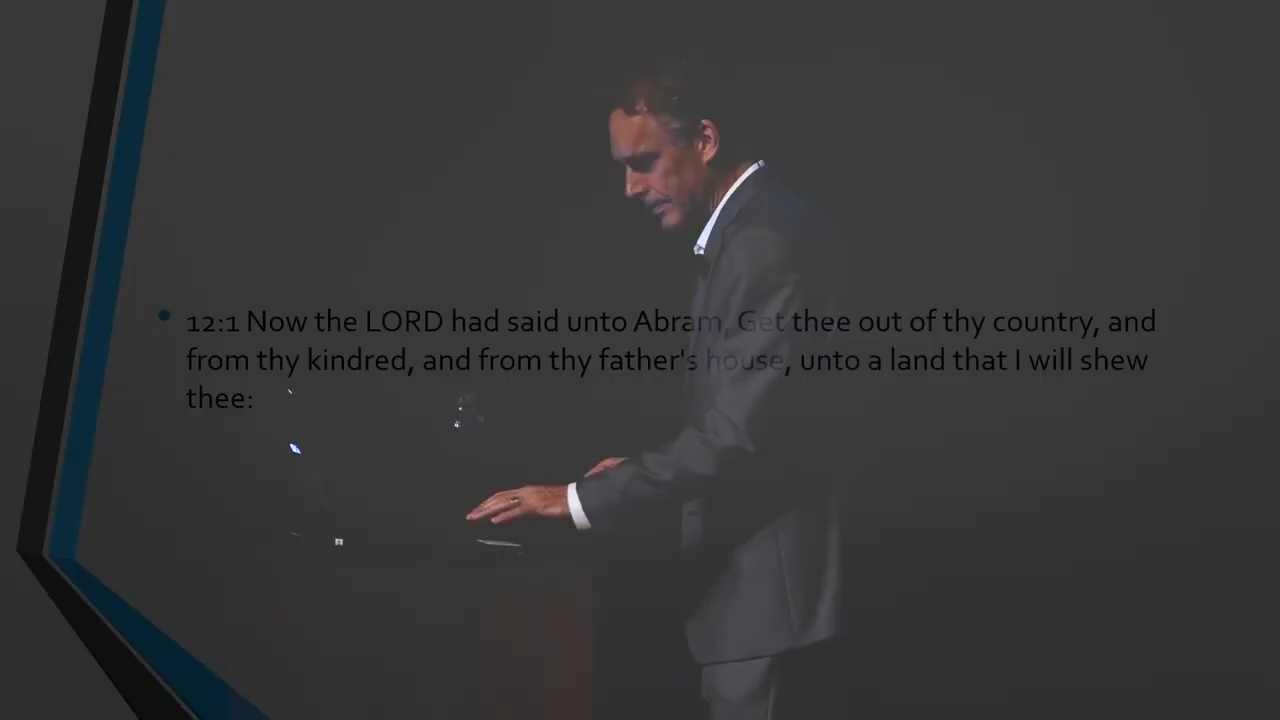 12:1 Now the LORD had said unto Abram, Get thee out of thy country, and
from thy kindred, and from thy father's house, unto a land that I will shew
thee: